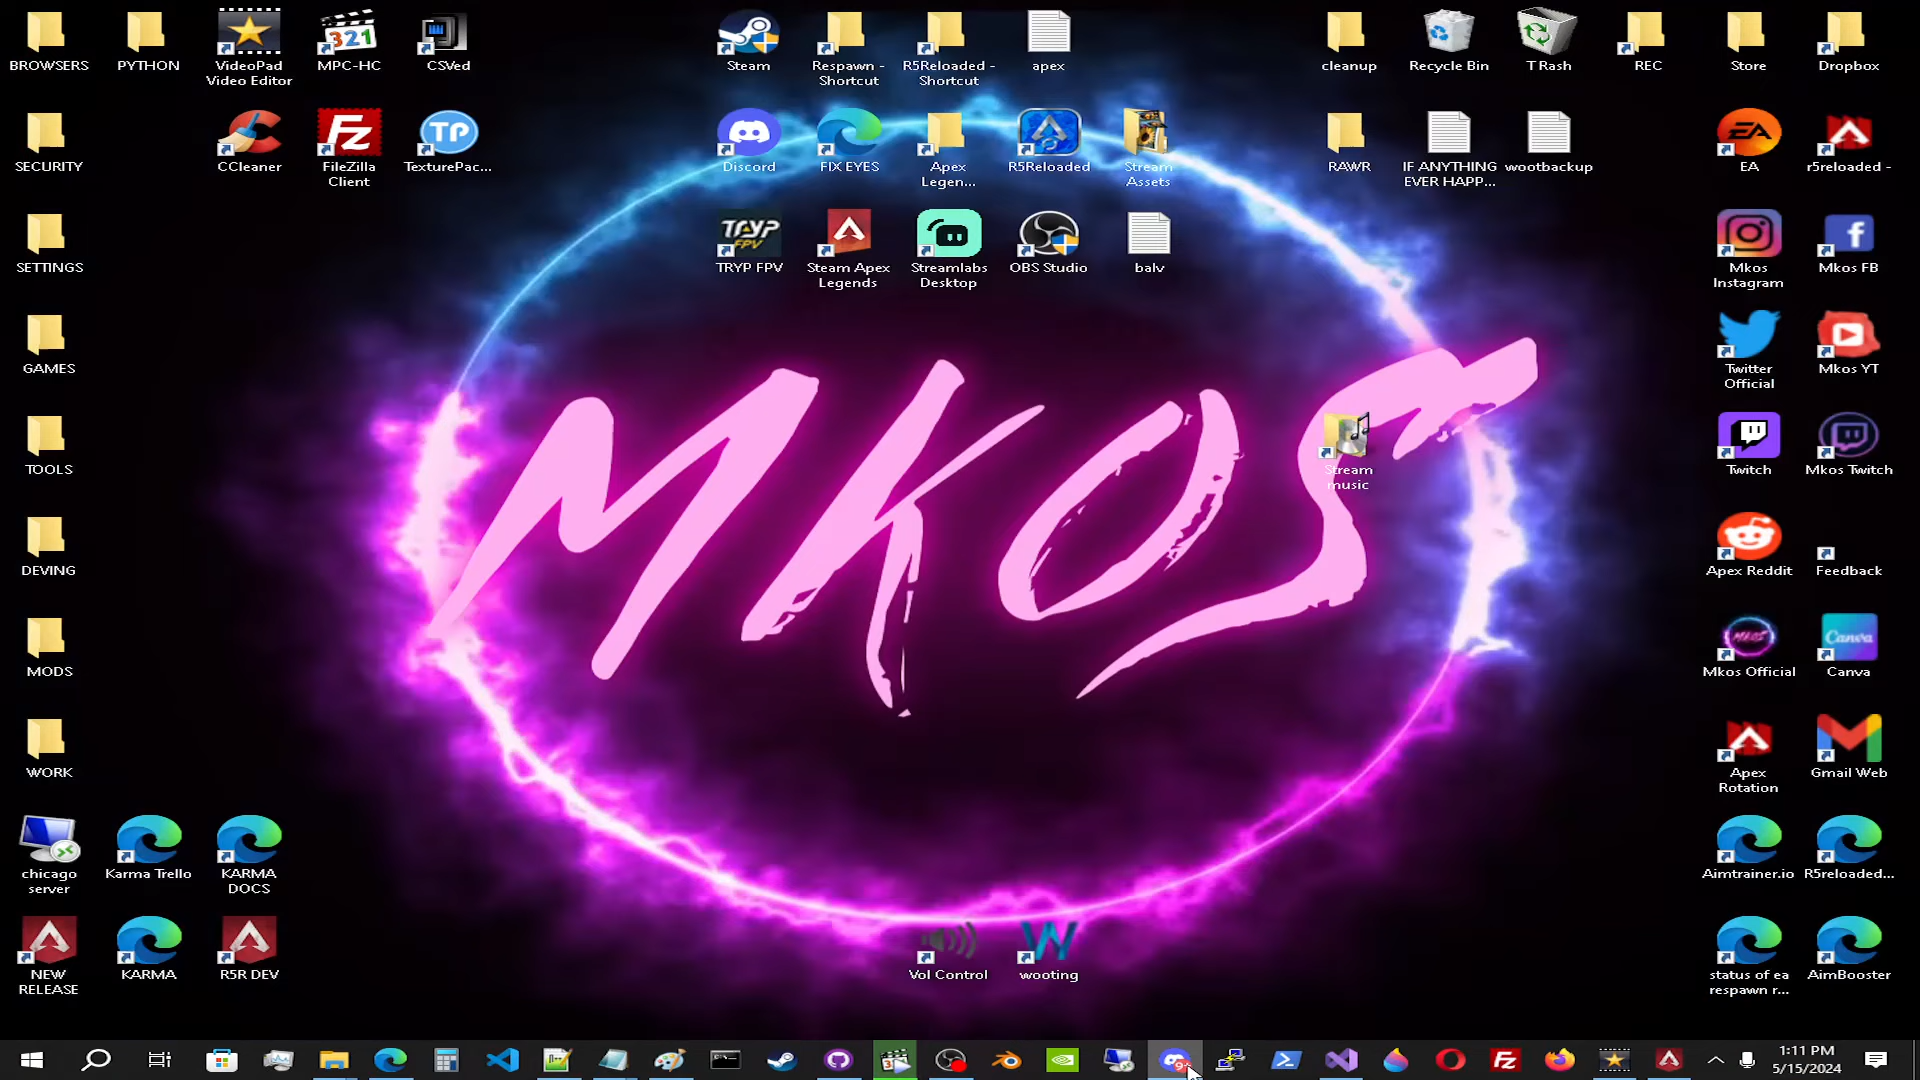 BROWSERS
PYTHON
VideoPad
Video Editor
MPC-HC
CSVed
Steam
Respawn -
Shortcut
R5Reloaded -
Shortcut
apex
cleanup
Recycle Bin
T Rash
REC
Store
Dropbox
SECURITY
CCleaner
FileZilla
Client
TexturePac...
Discord
FIX EYES
Apex
Legen...
R5Reloaded
Stream
Assets
RAWR
IF ANYTHING
EVER HAPP...
wootbackup
EA
r5reloaded -
SETTINGS
TRYP FPV
Steam Apex
Legends
Streamlabs
Desktop
OBS Studio
balv
Mkos
Instagram
Mkos FB
GAMES
Twitter
Official
Mkos YT
MKOS
TOOLS
Stream
music
Twitch
Mkos Twitch
DEVING
Apex Reddit
Feedback
MODS
Mkos Official
Canva
WORK
Apex
Rotation
Gmail Web
chicago
server
Karma Trello
KARMA
DOCS
Aimtrainer.io
R5reloaded...
NEW
RELEASE
KARMA
R5R DEV
Vol Control
wooting
status of ea
respawn r...
AimBooster
1:11 PM
5/15/2024